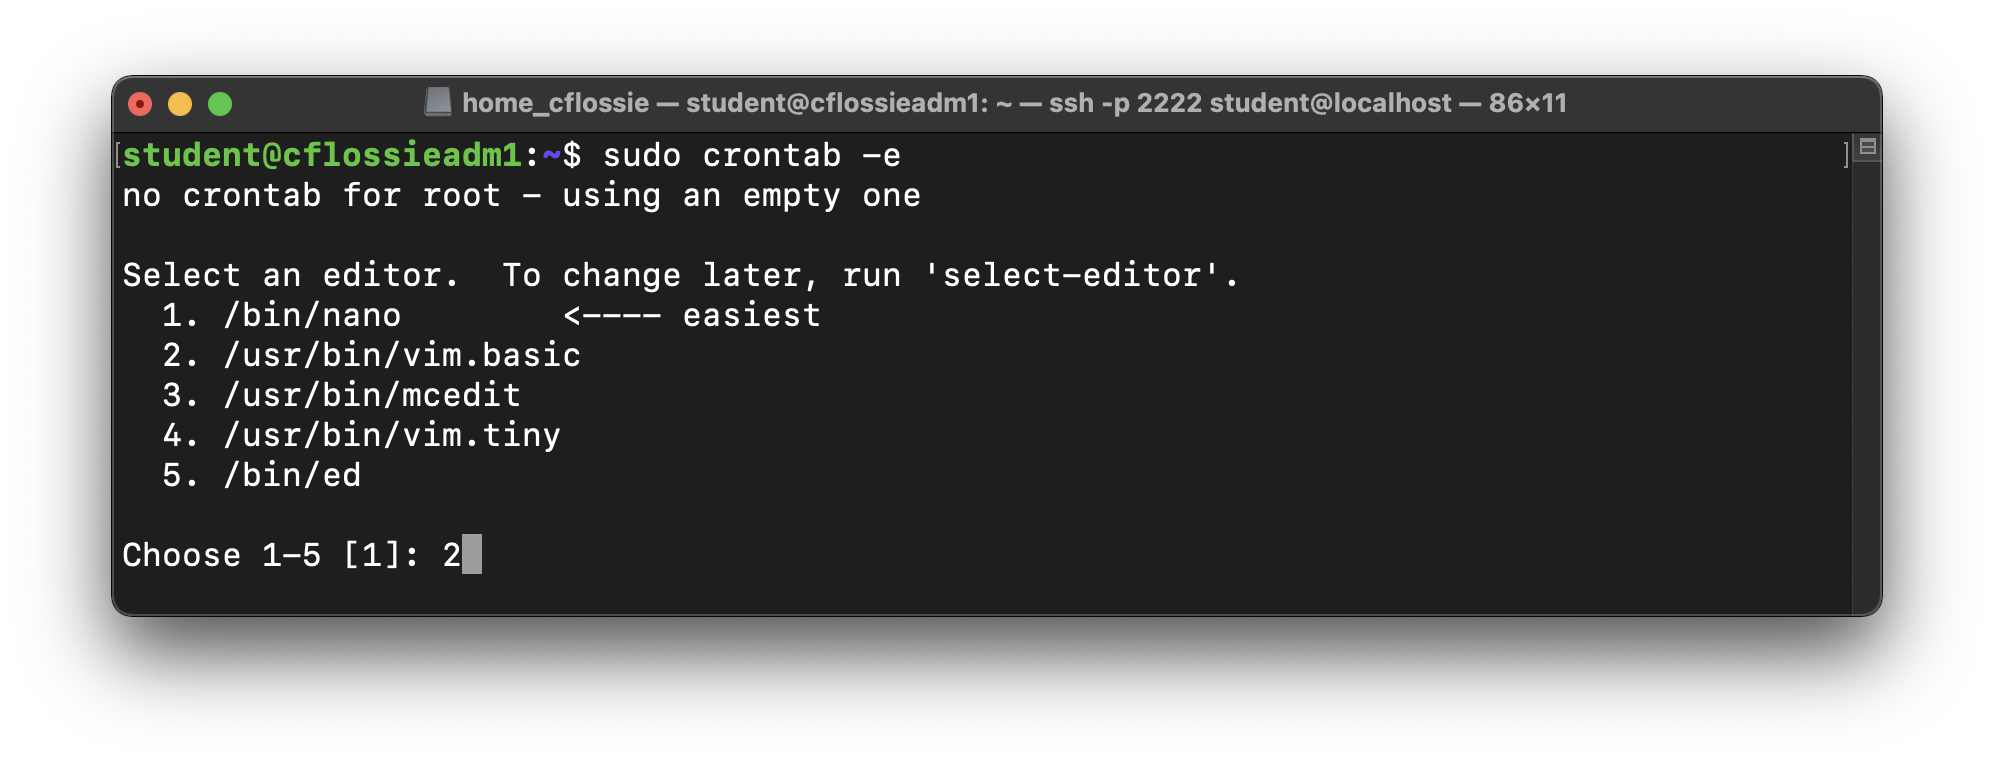 home_cflossie — student@cflossieadm1: ~ — ssh -p 2222 student@localhost — 86×11
[student@cflossieadm1:~$ sudo crontab -e ]
no crontab for root - using an empty one

Select an editor.  To change later, run 'select-editor'.
  1. /bin/nano        <---- easiest
  2. /usr/bin/vim.basic
  3. /usr/bin/mcedit
  4. /usr/bin/vim.tiny
  5. /bin/ed

Choose 1-5 [1]: 2